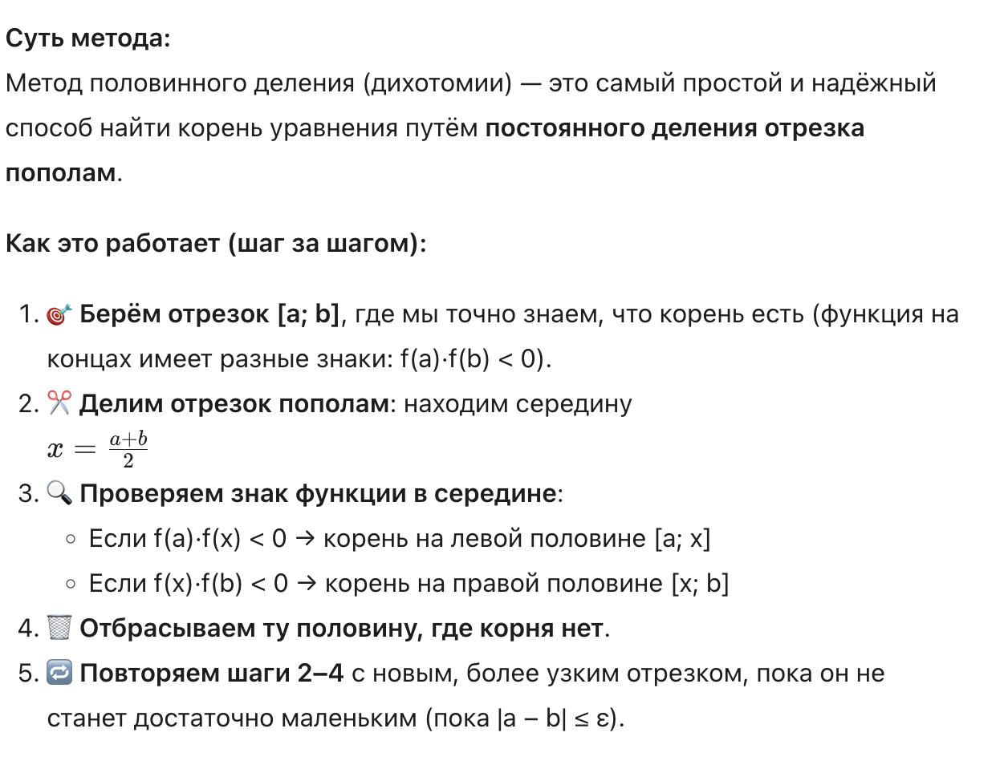 Суть метода:
Метод половинного деления (дихотомии) — это самый простой и надёжный
способ найти корень уравнения путём постоянного деления отрезка
пополам.
Как это работает (шаг за шагом):
1. 🎯 Берём отрезок [a; b], где мы точно знаем, что корень есть (функция на
концах имеет разные знаки: f(a)·f(b) < 0).
2. ✂️ Делим отрезок пополам: находим середину
x = \frac{a+b}{2}
3. 🔍 Проверяем знак функции в середине:
◦ Если f(a)·f(x) < 0 → корень на левой половине [a; x]
◦ Если f(x)·f(b) < 0 → корень на правой половине [x; b]
4. 🗑️ Отбрасываем ту половину, где корня нет.
5. 🔁 Повторяем шаги 2–4 с новым, более узким отрезком, пока он не
станет достаточно маленьким (пока |a − b| ≤ ε).